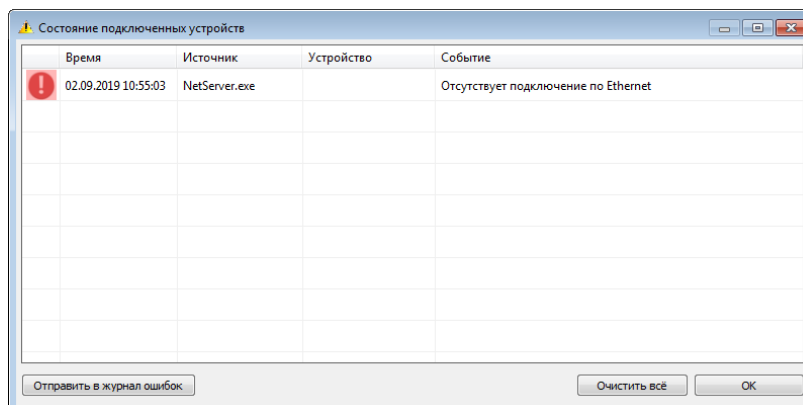 Состояние подключенных устройств
Время Источник Устройство Событие
02.09.2019 10:55:03 NetServer.exe Отсутствует подключение по Ethernet
Отправить в журнал ошибок Очистить всё OK